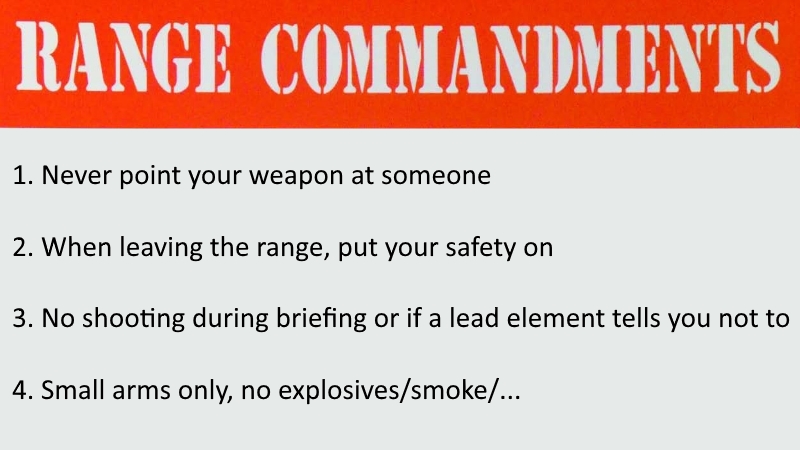 RANGE COMMANDMENTS
1. Never point your weapon at someone
2. When leaving the range, put your safety on
3. No shooting during briefing or if a lead element tells you not to
4. Small arms only, no explosives/smoke/...